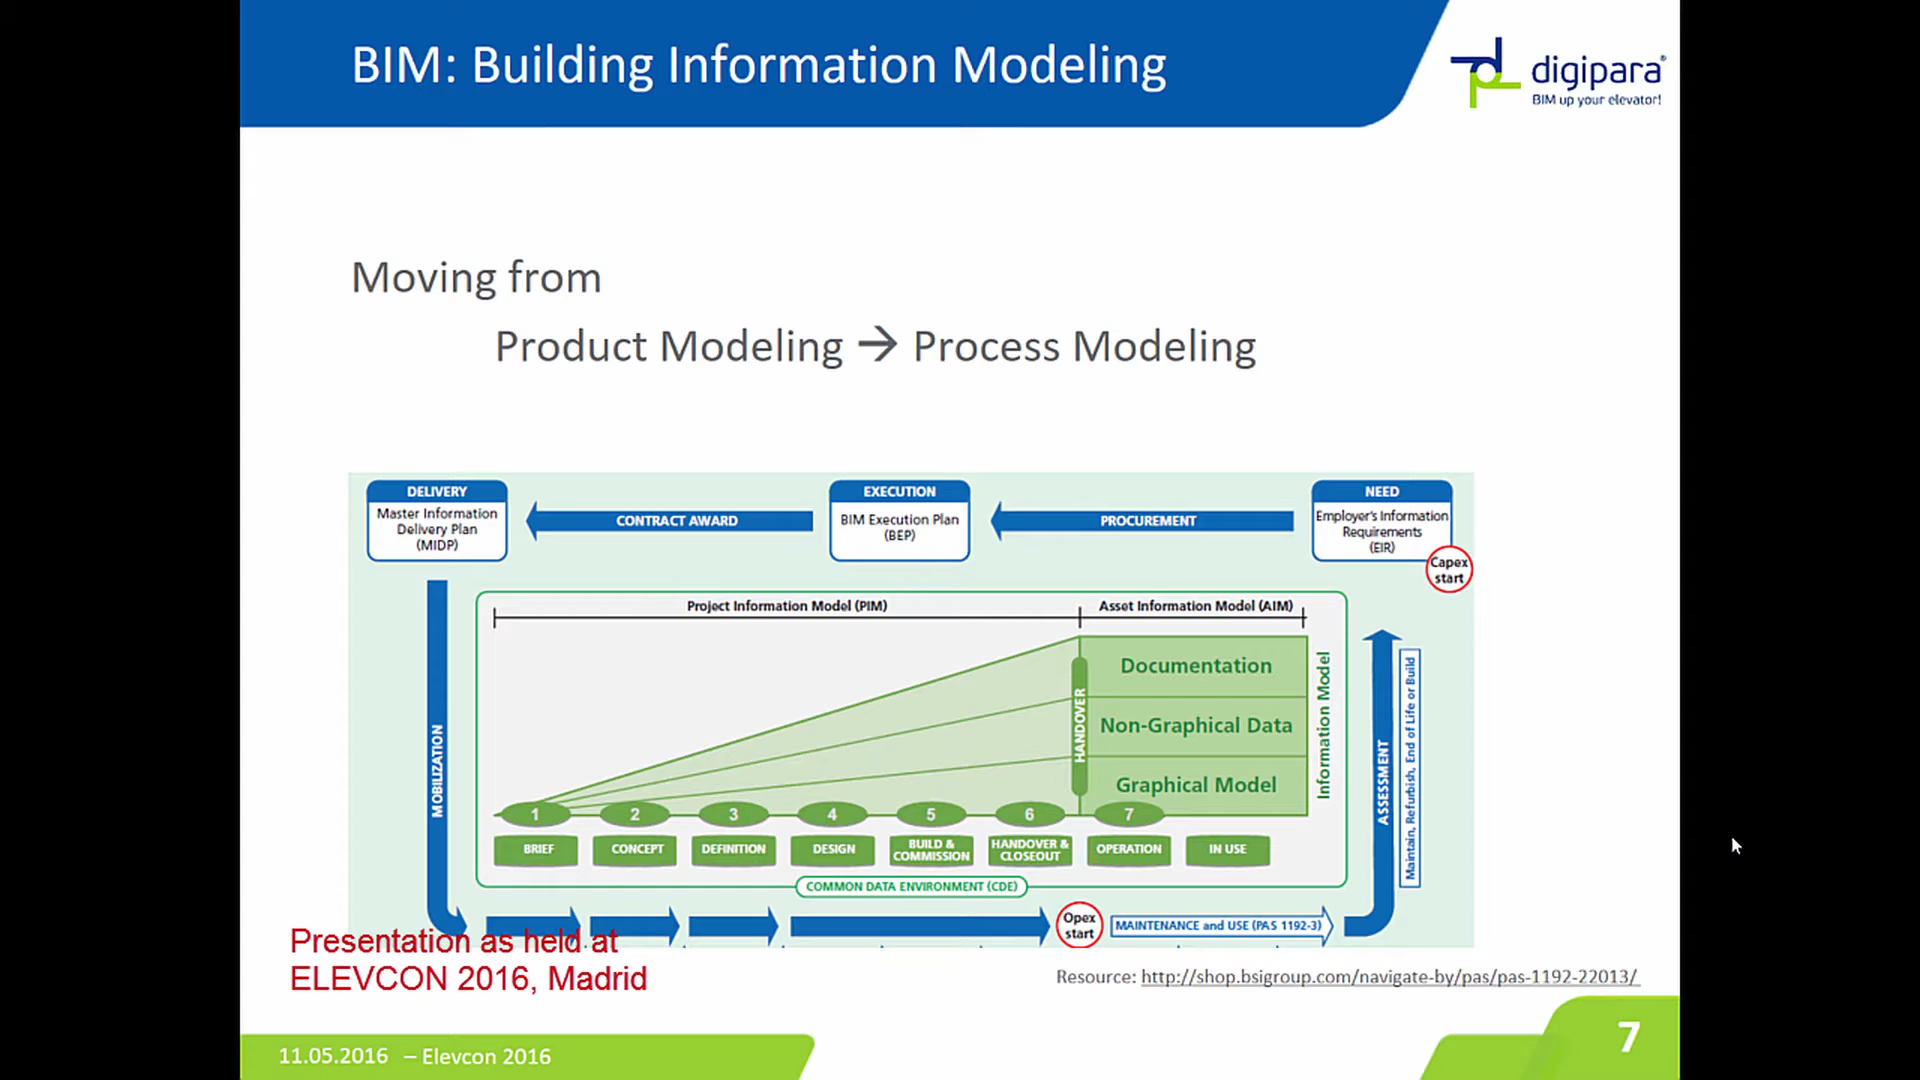 BIM: Building Information Modeling
digipara®
BIM up your elevator!
Moving from
Product Modeling → Process Modeling
DELIVERY
Master Information
Delivery Plan
(MIDP)
CONTRACT AWARD
EXECUTION
BIM Execution Plan
(BEP)
PROCUREMENT
NEED
Employer's Information
Requirements
(EIR)
Capex
start
Project Information Model (PIM)
Asset Information Model (AIM)
MOBILIZATION
Documentation
Non-Graphical Data
Graphical Model
HANDOVER
Information Model
ASSESSMENT
Maintain, Refurbish, End of Life or Build
1
2
3
4
5
6
7
BRIEF
CONCEPT
DEFINITION
DESIGN
BUILD &
COMMISSION
HANDOVER &
CLOSEOUT
OPERATION
IN USE
COMMON DATA ENVIRONMENT (CDE)
Opex
start
MAINTENANCE and USE (PAS 1192-3)
Presentation as held at
ELEVCON 2016, Madrid
Resource: http://shop.bsigroup.com/navigate-by/pas/pas-1192-22013/
11.05.2016 – Elevcon 2016
7